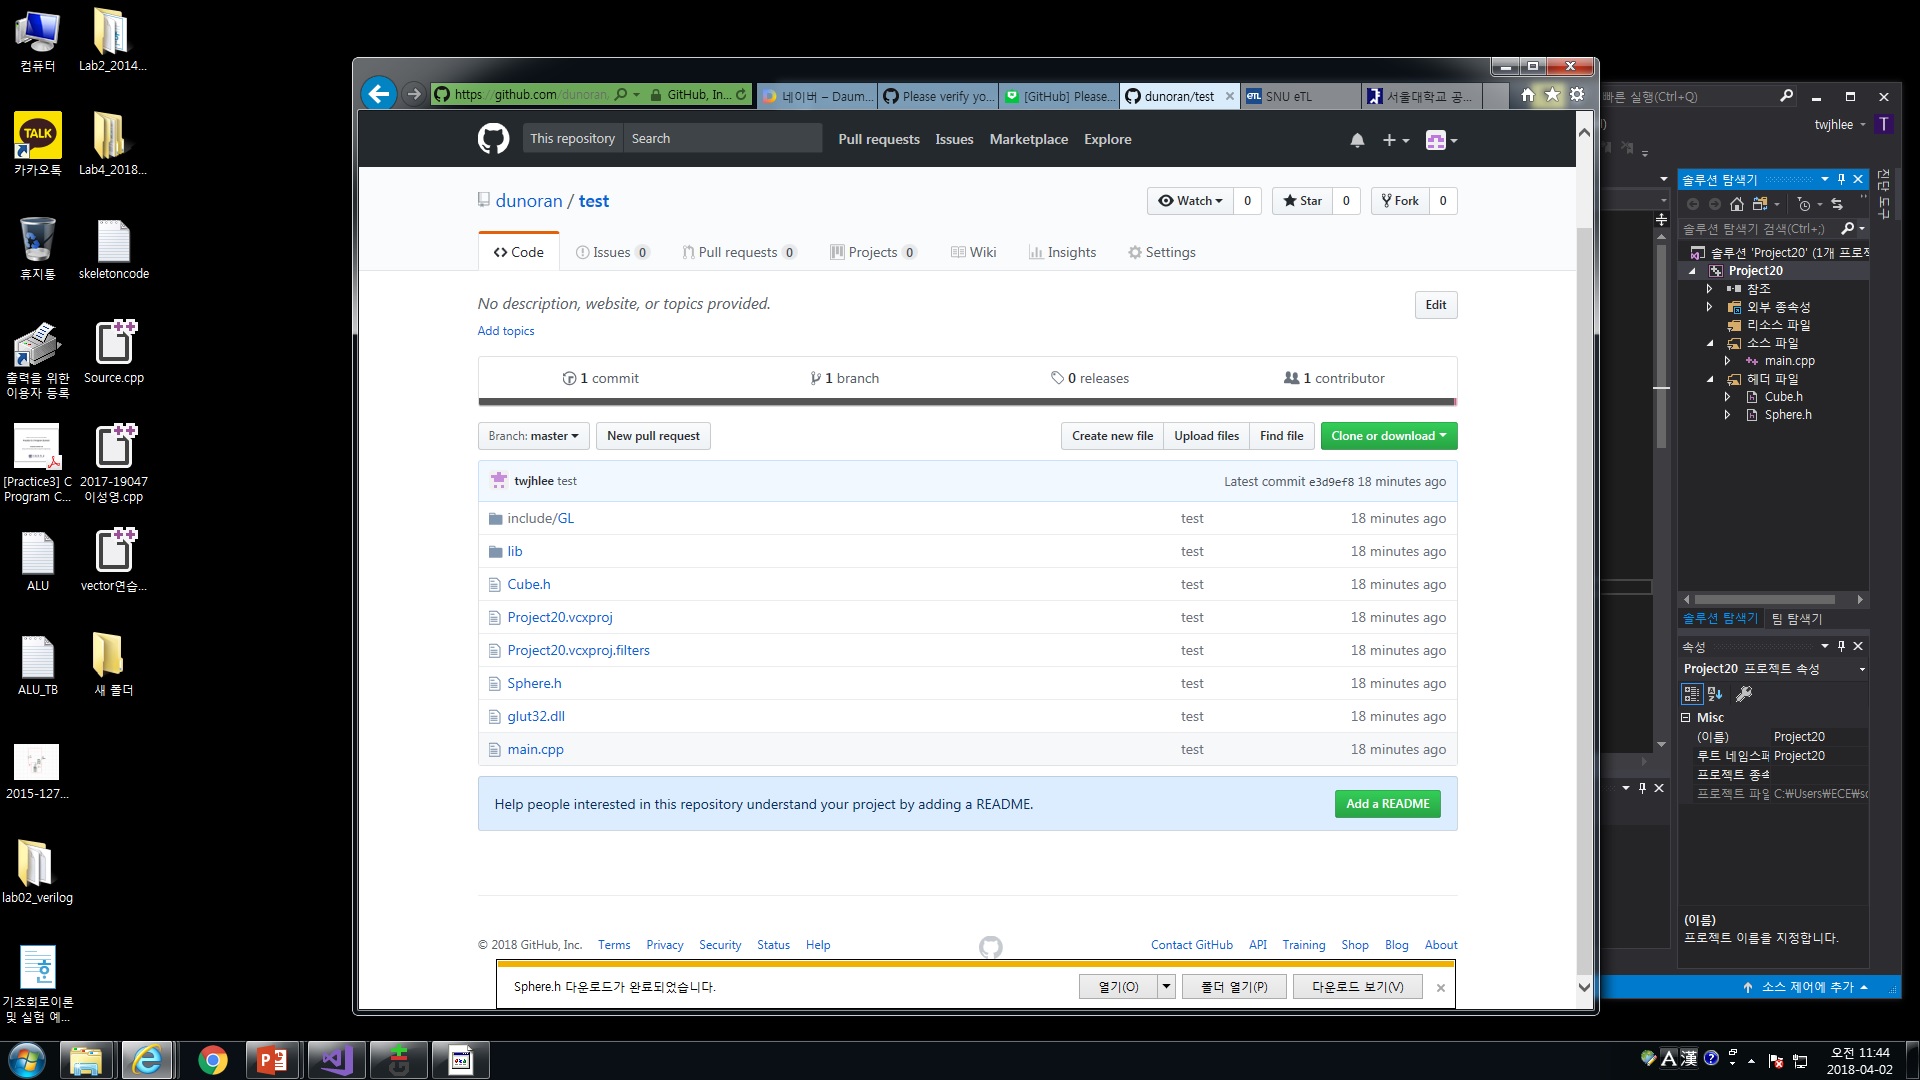 컴퓨터
Lab2_2014...
카카오톡
Lab4_2018...
휴지통
skeletoncode
출력을 위한
이용자 등록
Source.cpp
[Practice3] C
Program C...
2017-19047
이성영.cpp
ALU
vector연습...
ALU_TB
새 폴더
2015-127...
lab02_verilog
기초회로이론
및 실험 예...
TALK
https://github.com/dunoran,
GitHub, In...
네이버 – Daum...
Please verify yo...
[GitHub] Please...
dunoran/test
SNU eTL
서울대학교 공...
This repository
Search
Pull requests
Issues
Marketplace
Explore
dunoran / test
Watch
0
Star
0
Fork
0
Code
Issues 0
Pull requests 0
Projects 0
Wiki
Insights
Settings
No description, website, or topics provided.
Edit
Add topics
1 commit
1 branch
0 releases
1 contributor
Branch: master
New pull request
Create new file
Upload files
Find file
Clone or download
twjhlee test
Latest commit e3d9ef8 18 minutes ago
include/GL test 18 minutes ago
lib test 18 minutes ago
Cube.h test 18 minutes ago
Project20.vcxproj test 18 minutes ago
Project20.vcxproj.filters test 18 minutes ago
Sphere.h test 18 minutes ago
glut32.dll test 18 minutes ago
main.cpp test 18 minutes ago
Help people interested in this repository understand your project by adding a README.
Add a README
© 2018 GitHub, Inc.
Terms
Privacy
Security
Status
Help
Contact GitHub
API
Training
Shop
Blog
About
Sphere.h 다운로드가 완료되었습니다.
열기(O)
폴더 열기(P)
다운로드 보기(V)
빠른 실행(Ctrl+Q)
twjhlee
T
솔루션 탐색기
진단 도구
솔루션 탐색기 검색(Ctrl+;)
솔루션 'Project20' (1개 프로젝
Project20
참조
외부 종속성
리소스 파일
소스 파일
main.cpp
헤더 파일
Cube.h
Sphere.h
솔루션 탐색기
팀 탐색기
속성
Project20 프로젝트 속성
Misc
(이름) Project20
루트 네임스페 Project20
프로젝트 종속
프로젝트 파일 C:\Users\ECE\so
(이름)
프로젝트 이름을 지정합니다.
소스 제어에 추가
A 漢
오전 11:44
2018-04-02